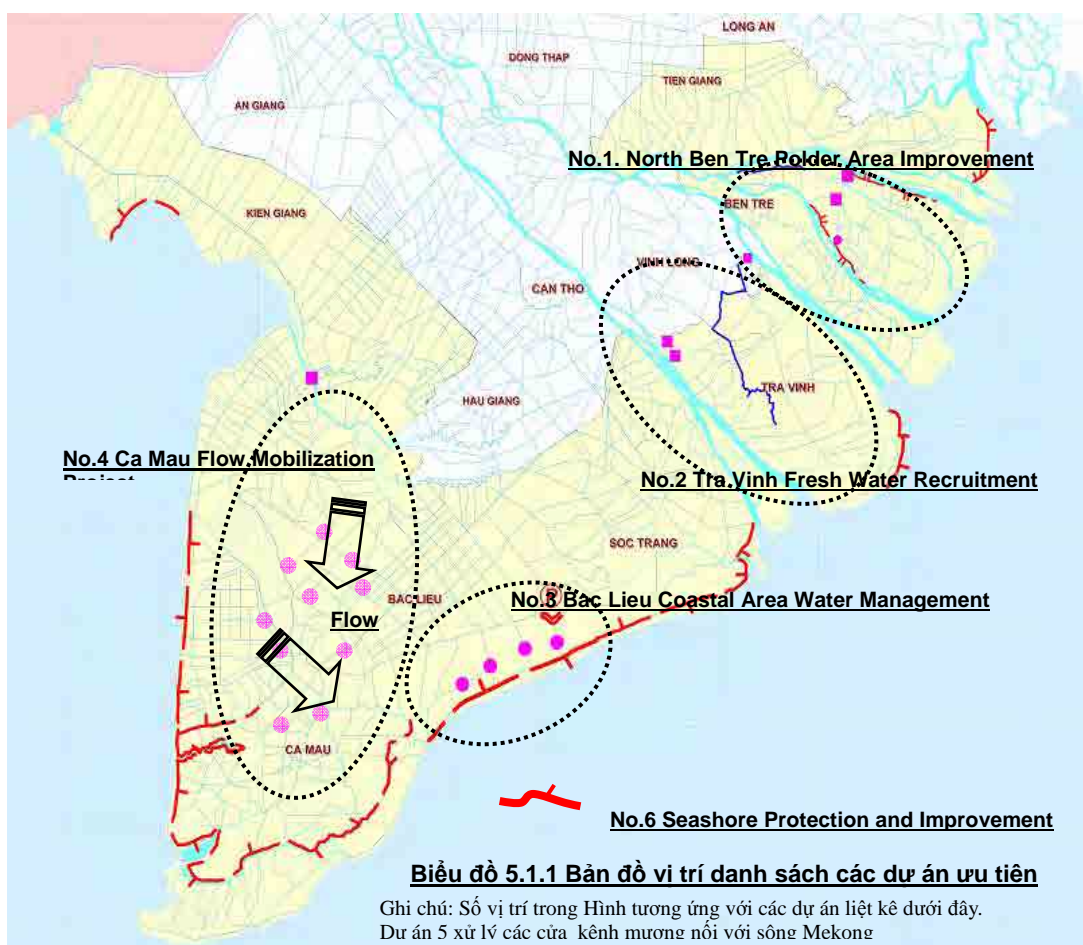 LONG AN
DONG THAP
TIEN GIANG
AN GIANG
No.1. North Ben Tre Polder Area Improvement
BEN TRE
KIEN GIANG
VINH LONG
CAN THO
TRA VINH
HAU GIANG
No.4 Ca Mau Flow Mobilization
Project
No.2 Tra Vinh Fresh Water Recruitment
SOC TRANG
BAC LIEU
No.3 Bac Lieu Coastal Area Water Management
Flow
CA MAU
No.6 Seashore Protection and Improvement
Biểu đồ 5.1.1 Bản đồ vị trí danh sách các dự án ưu tiên
Ghi chú: Số vị trí trong Hình tương ứng với các dự án liệt kê dưới đây.
Dự án 5 xử lý các cửa kênh mương nối với sông Mekong